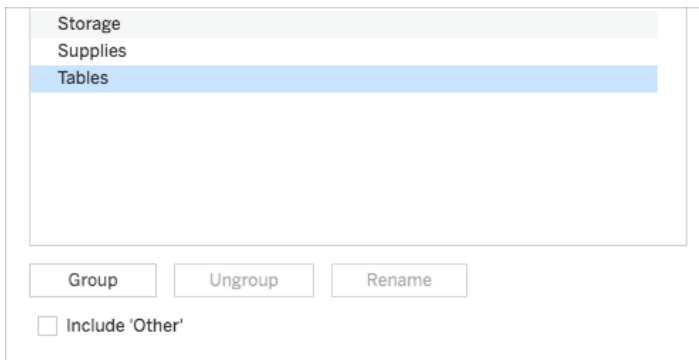 Storage
Supplies
Tables
Group Ungroup Rename
Include 'Other'